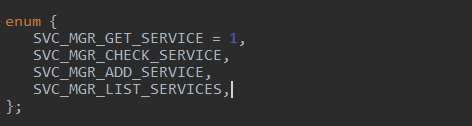 enum {
SVC_MGR_GET_SERVICE = 1,
SVC_MGR_CHECK_SERVICE,
SVC_MGR_ADD_SERVICE,
SVC_MGR_LIST_SERVICES,
};